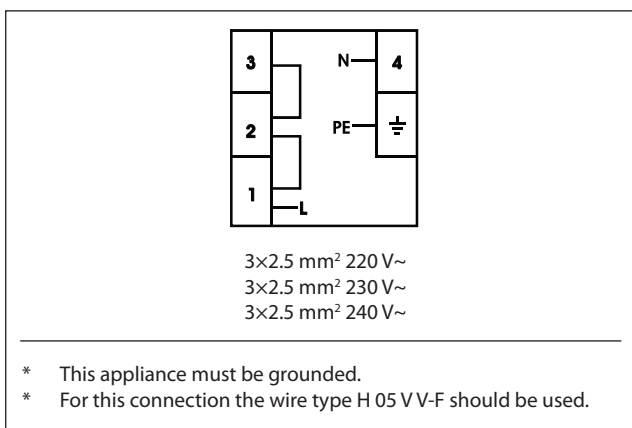 3 N 4
2 PE
1 L
3×2.5 mm² 220 V~
3×2.5 mm² 230 V~
3×2.5 mm² 240 V~
* This appliance must be grounded.
* For this connection the wire type H 05 V V-F should be used.